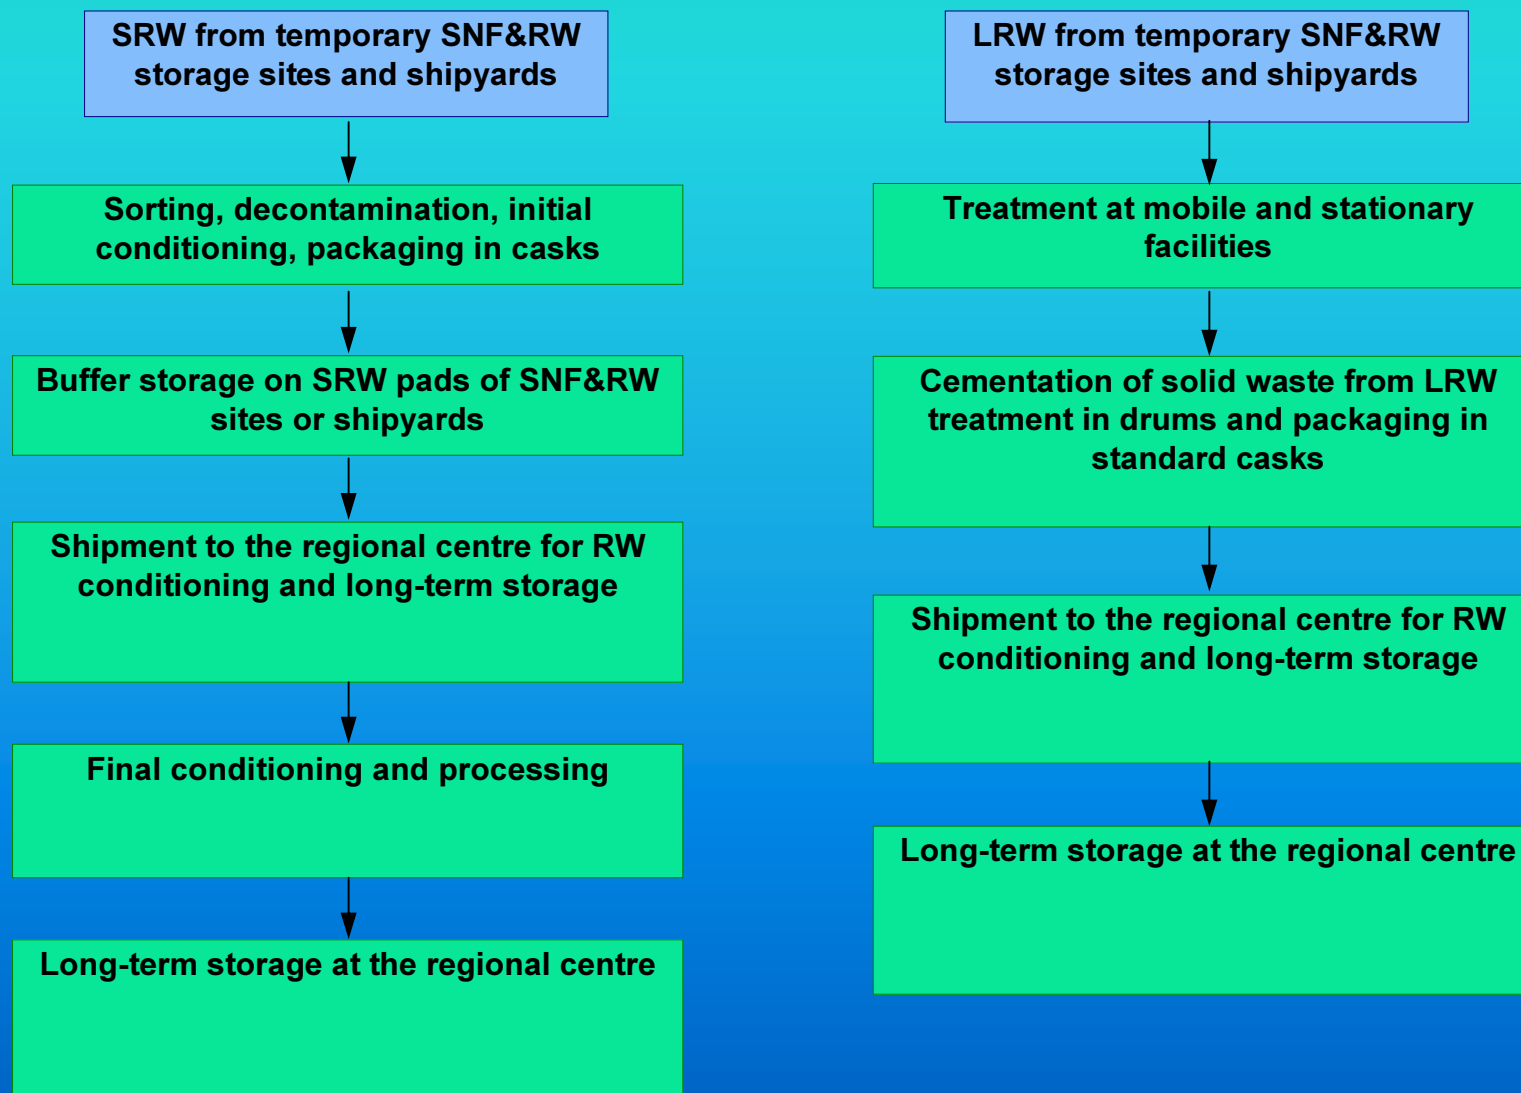 SRW from temporary SNF&RW
storage sites and shipyards
Sorting, decontamination, initial
conditioning, packaging in casks
Buffer storage on SRW pads of SNF&RW
sites or shipyards
Shipment to the regional centre for RW
conditioning and long-term storage
Final conditioning and processing
Long-term storage at the regional centre
LRW from temporary SNF&RW
storage sites and shipyards
Treatment at mobile and stationary
facilities
Cementation of solid waste from LRW
treatment in drums and packaging in
standard casks
Shipment to the regional centre for RW
conditioning and long-term storage
Long-term storage at the regional centre